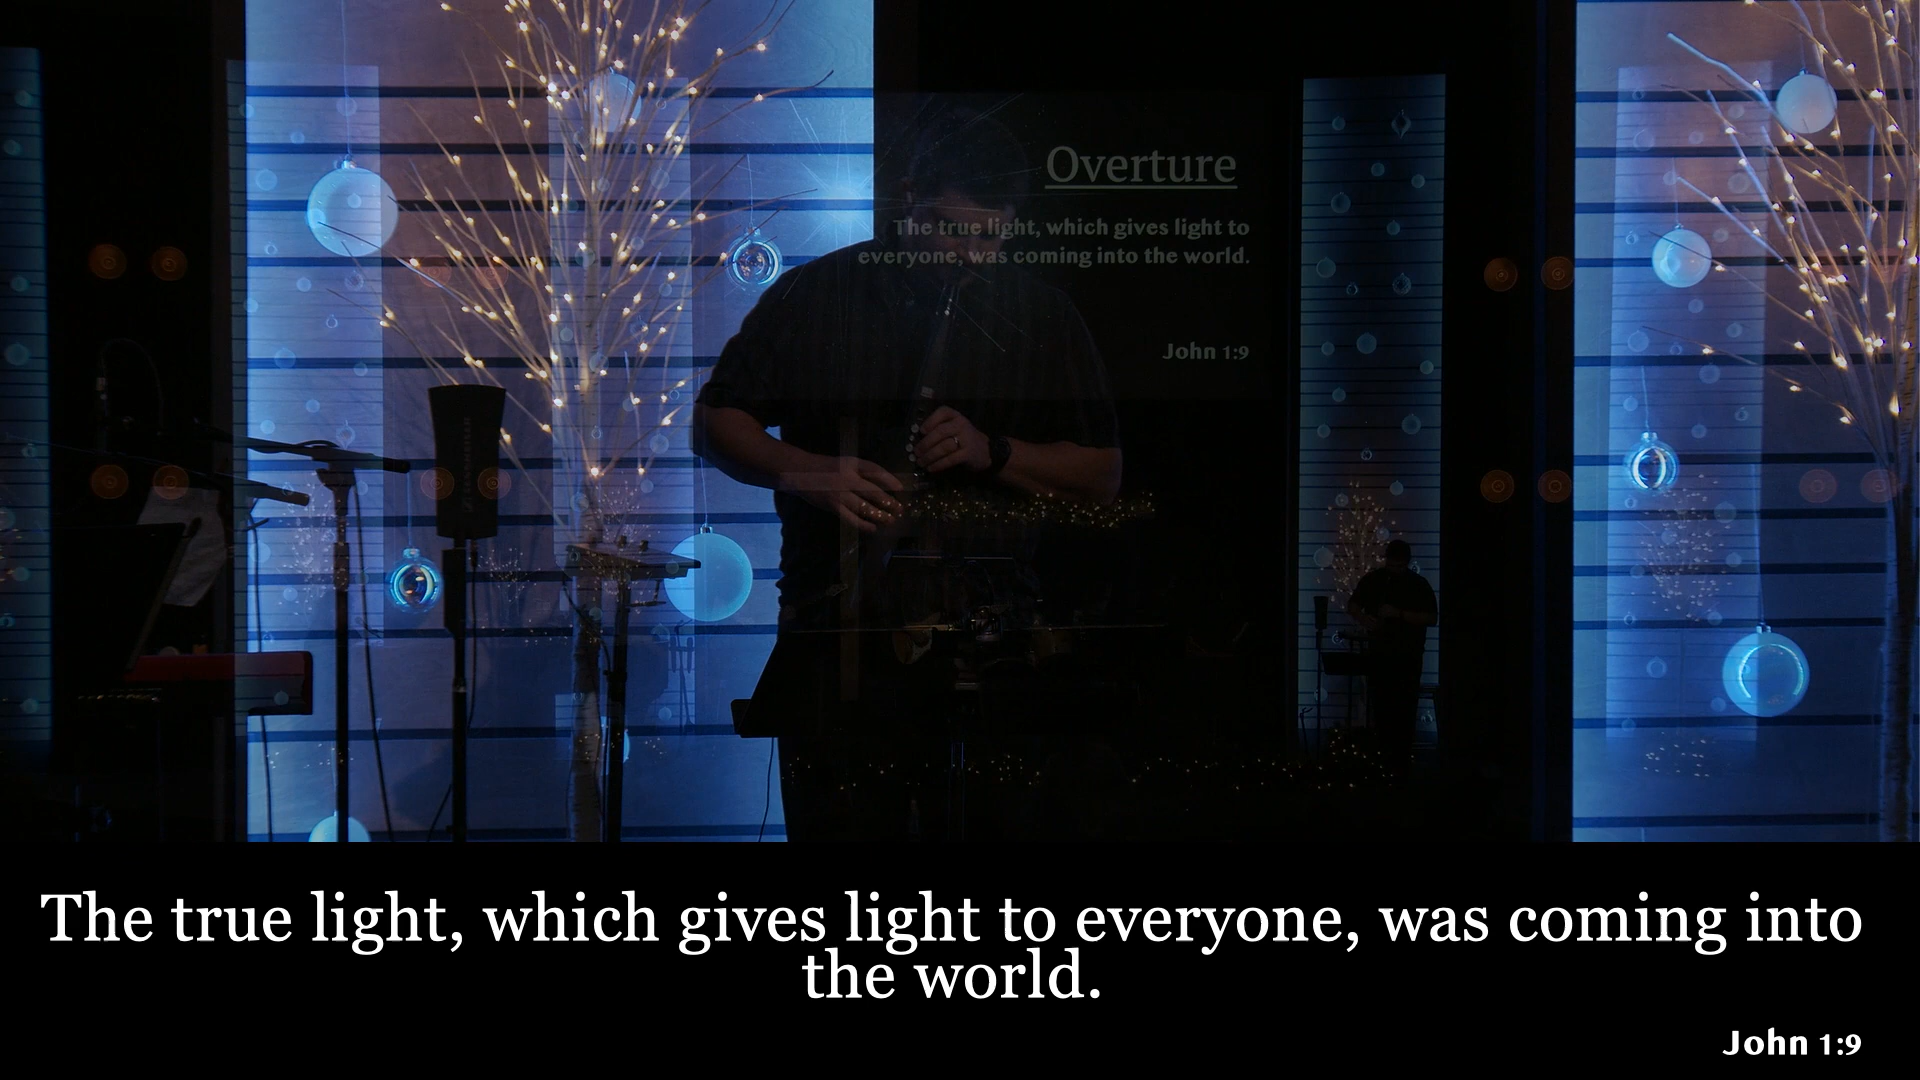 Overture
The true light, which gives light to
everyone, was coming into the world.
John 1:9
The true light, which gives light to everyone, was coming into
the world.
John 1:9